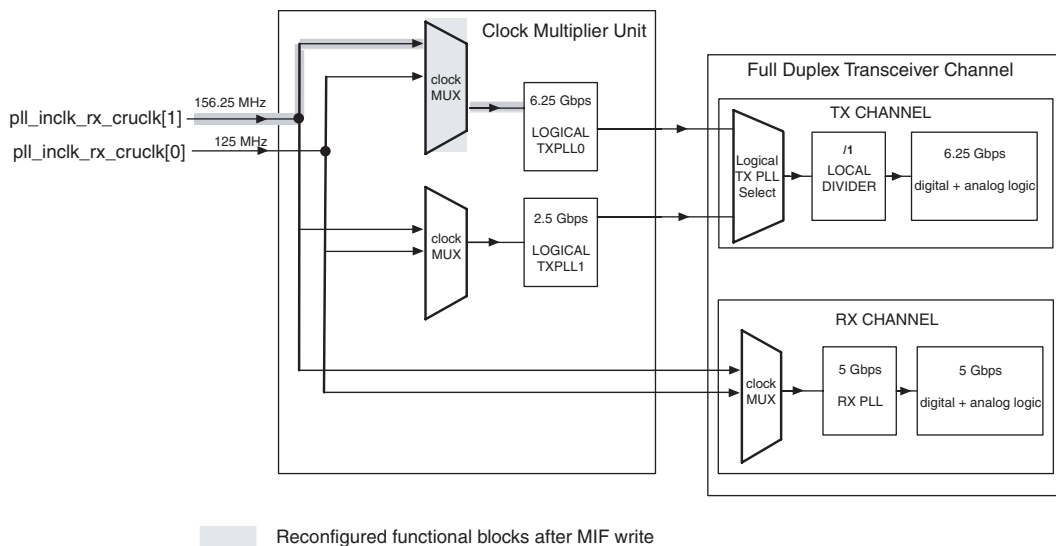 Clock Multiplier Unit
Full Duplex Transceiver Channel
pll_inclk_rx_cruclk[1]
156.25 MHz
pll_inclk_rx_cruclk[0]
125 MHz
clock
MUX
6.25 Gbps
LOGICAL
TXPLL0
clock
MUX
2.5 Gbps
LOGICAL
TXPLL1
TX CHANNEL
Logical
TX PLL
Select
/1
LOCAL
DIVIDER
6.25 Gbps
digital + analog logic
RX CHANNEL
clock
MUX
5 Gbps
RX PLL
5 Gbps
digital + analog logic
Reconfigured functional blocks after MIF write